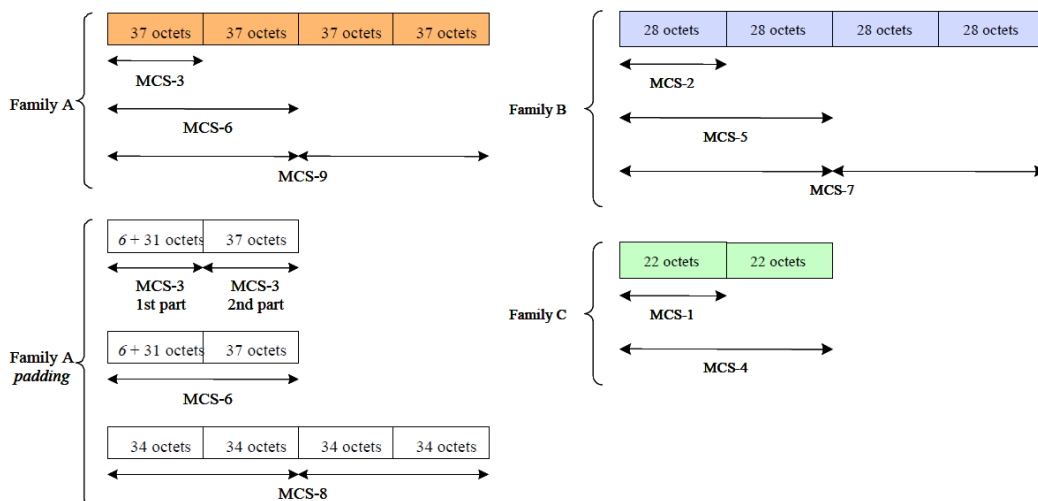 37 octets 37 octets 37 octets 37 octets
MCS-3
Family A
MCS-6
MCS-9
28 octets 28 octets 28 octets 28 octets
MCS-2
Family B
MCS-5
MCS-7
6 + 31 octets 37 octets
MCS-3 MCS-3
1st part 2nd part
Family A
padding
6 + 31 octets 37 octets
MCS-6
34 octets 34 octets 34 octets 34 octets
MCS-8
22 octets 22 octets
Family C
MCS-1
MCS-4